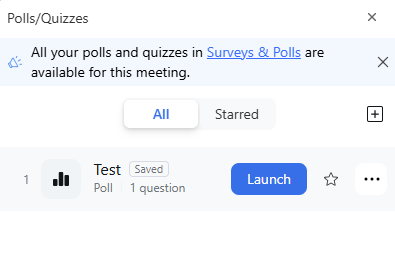 Polls/Quizzes
All your polls and quizzes in Surveys & Polls are
available for this meeting.
All Starred
1 Test Saved Launch
Poll 1 question